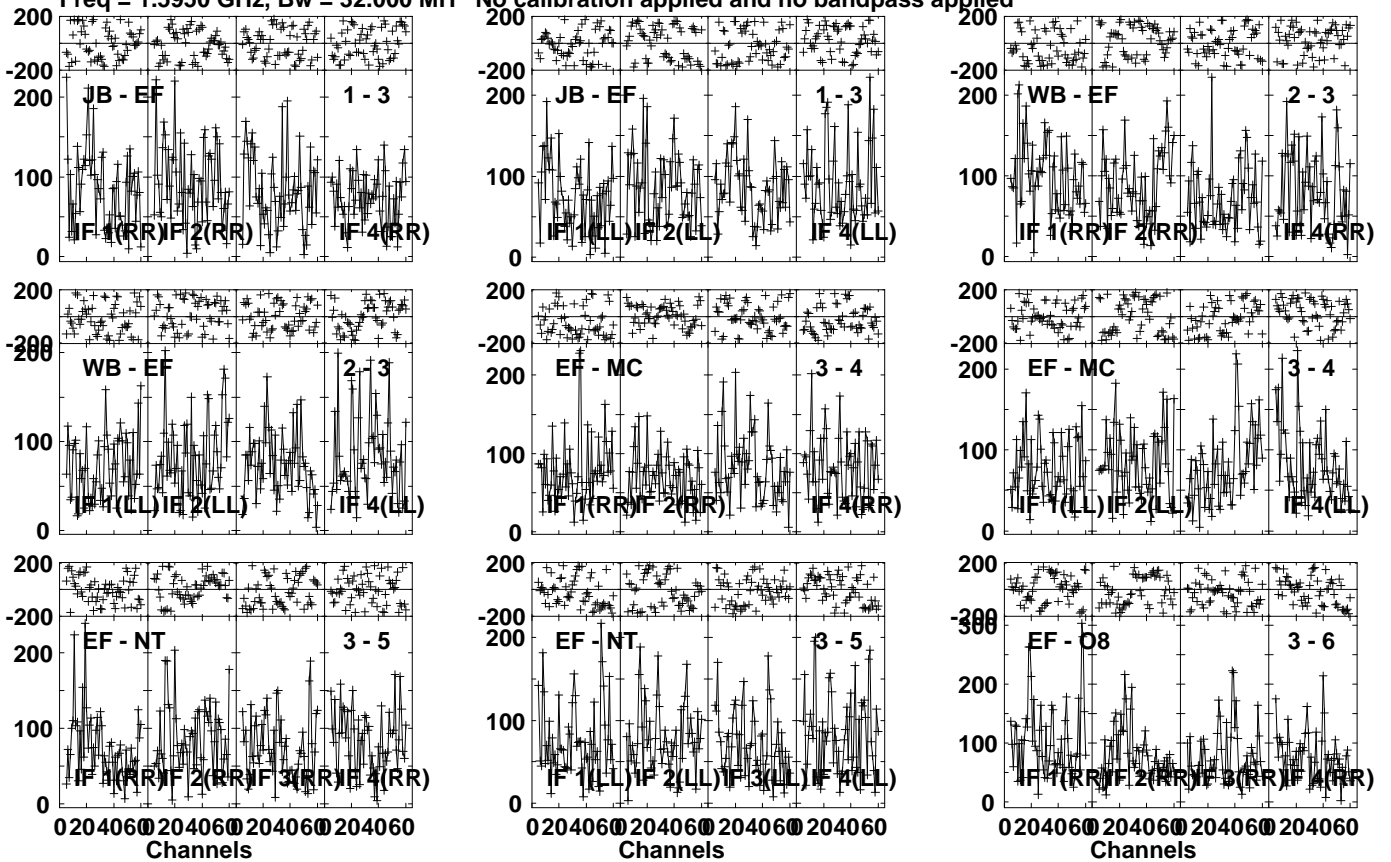 Freq = 1.5950 GHz, Bw = 32.000 MH No calibration applied and no bandpass applied
200
-200
200
100
0
JB - EF 1 - 3
IF 1(RR) IF 2(RR) IF 4(RR)
200
-200
200
100
0
JB - EF 1 - 3
IF 1(LL) IF 2(LL) IF 4(LL)
200
-200
200
100
0
WB - EF 2 - 3
IF 1(RR) IF 2(RR) IF 4(RR)
200
-200
200
100
0
WB - EF 2 - 3
IF 1(LL) IF 2(LL) IF 4(LL)
200
-200
200
100
0
EF - MC 3 - 4
IF 1(RR) IF 2(RR) IF 4(RR)
200
-200
200
100
0
EF - MC 3 - 4
IF 1(LL) IF 2(LL) IF 4(LL)
200
-200
200
100
0
EF - NT 3 - 5
IF 1(RR) IF 2(RR) IF 3(RR) IF 4(RR)
0 20 40 60 0 20 40 60 0 20 40 60 0 20 40 60
Channels
200
-200
200
100
0
EF - NT 3 - 5
IF 1(LL) IF 2(LL) IF 3(LL) IF 4(LL)
0 20 40 60 0 20 40 60 0 20 40 60 0 20 40 60
Channels
200
-200
300
200
100
0
EF - O8 3 - 6
IF 1(RR) IF 2(RR) IF 3(RR) IF 4(RR)
0 20 40 60 0 20 40 60 0 20 40 60 0 20 40 60
Channels